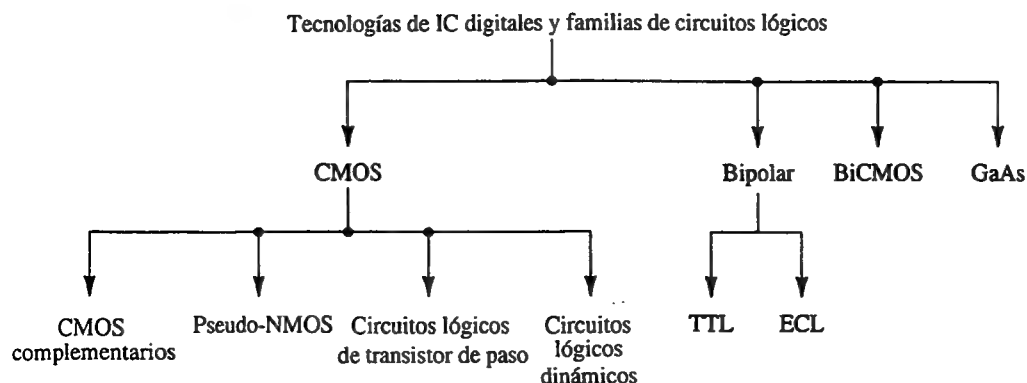 Tecnologías de IC digitales y familias de circuitos lógicos
CMOS
Bipolar
BiCMOS
GaAs
CMOS
complementarios
Pseudo-NMOS
Circuitos lógicos
de transistor de paso
Circuitos
lógicos
dinámicos
TTL
ECL